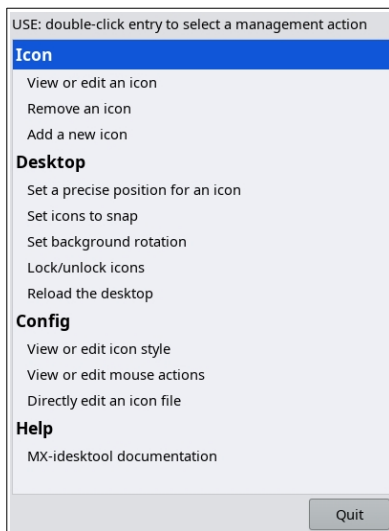 USE: double-click entry to select a management action
Icon
View or edit an icon
Remove an icon
Add a new icon
Desktop
Set a precise position for an icon
Set icons to snap
Set background rotation
Lock/unlock icons
Reload the desktop
Config
View or edit icon style
View or edit mouse actions
Directly edit an icon file
Help
MX-idesktool documentation
Quit